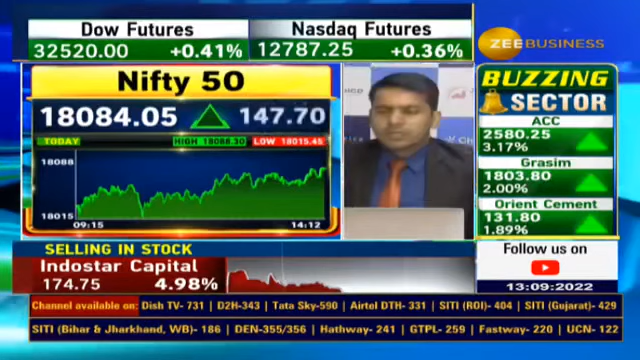 Dow Futures
32520.00 +0.41%
Nasdaq Futures
12787.25 +0.36%
ZEE BUSINESS
Nifty 50
18084.05 147.70
TODAY HIGH 18088.30 LOW 18015.45
18088
18015
09:15 14:12
BUZZING
SECTOR
ACC
2580.25
3.17%
Grasim
1803.80
2.00%
Orient Cement
131.80
1.89%
SELLING IN STOCK
Indostar Capital
174.75 4.98%
Follow us on
13:09:2022
Channel available on: Dish TV- 731 | D2H-343 | Tata Sky-590 | Airtel DTH- 331 | SITI (ROI)- 404 | SITI (Gujarat)- 429
SITI (Bihar & Jharkhand, WB)- 186 | DEN-355/356 | Hathway- 241 | GTPL- 259 | Fastway- 220 | UCN- 122